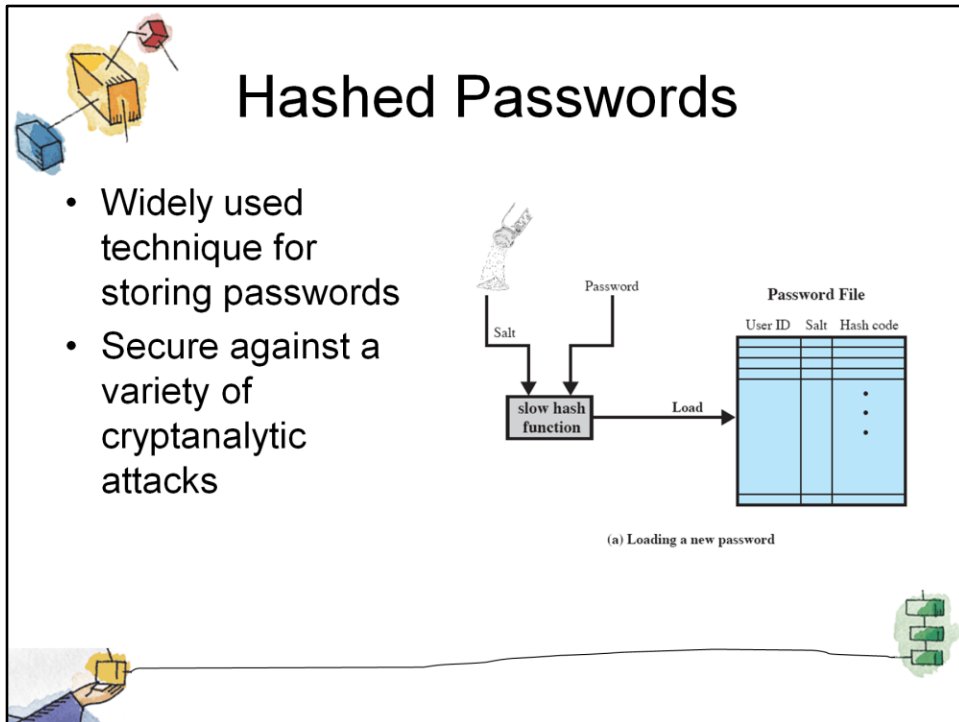 Hashed Passwords
• Widely used
technique for
storing passwords
• Secure against a
variety of
cryptanalytic
attacks
Password
Salt
slow hash
function
Load
Password File
User ID Salt Hash code
(a) Loading a new password